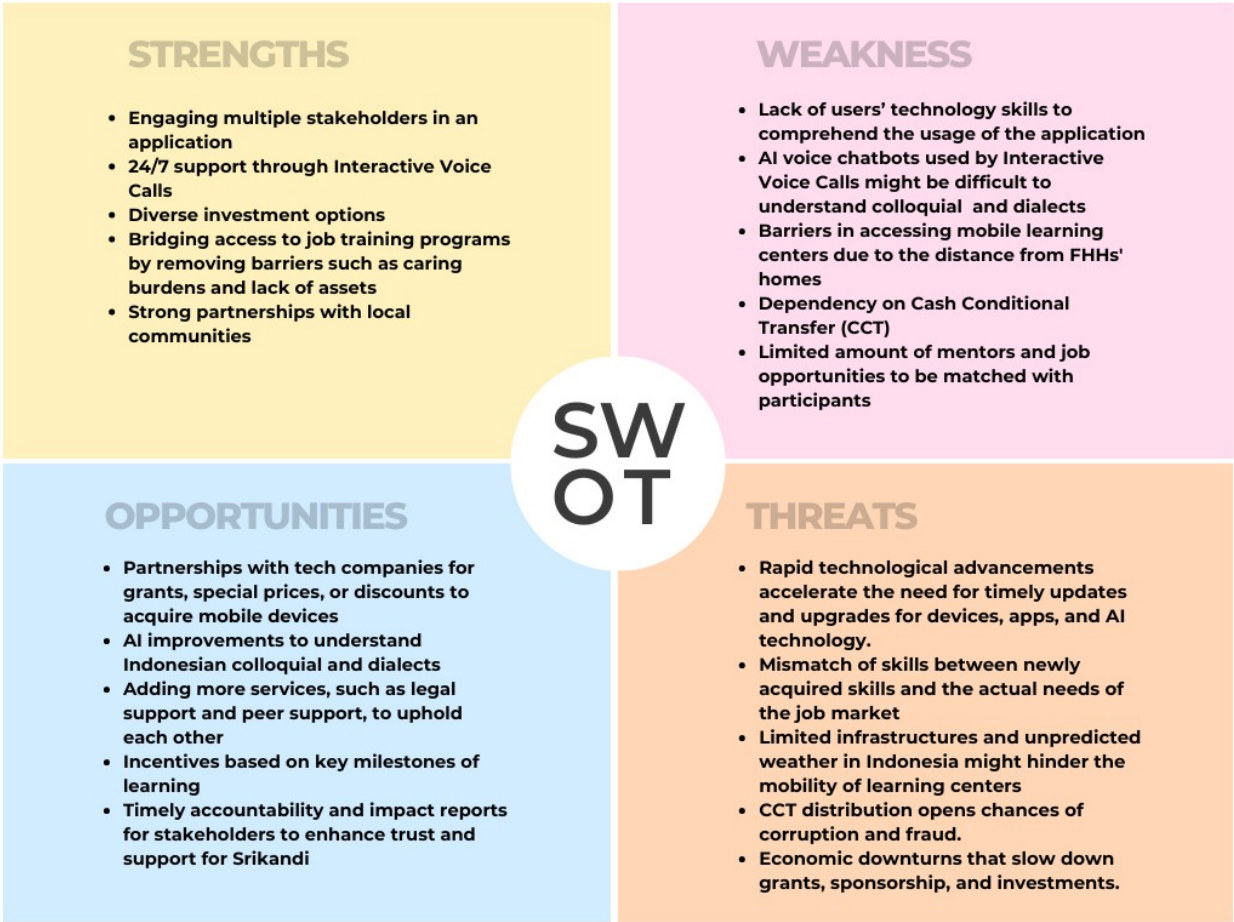 STRENGTHS
• Engaging multiple stakeholders in an
application
• 24/7 support through Interactive Voice
Calls
• Diverse investment options
• Bridging access to job training programs
by removing barriers such as caring
burdens and lack of assets
• Strong partnerships with local
communities
WEAKNESS
• Lack of users' technology skills to
comprehend the usage of the application
• AI voice chatbots used by Interactive
Voice Calls might be difficult to
understand colloquial  and dialects
• Barriers in accessing mobile learning
centers due to the distance from FHHs'
homes
• Dependency on Cash Conditional
Transfer (CCT)
• Limited amount of mentors and job
opportunities to be matched with
participants
SW
OT
OPPORTUNITIES
• Partnerships with tech companies for
grants, special prices, or discounts to
acquire mobile devices
• AI improvements to understand
Indonesian colloquial and dialects
• Adding more services, such as legal
support and peer support, to uphold
each other
• Incentives based on key milestones of
learning
• Timely accountability and impact reports
for stakeholders to enhance trust and
support for Srikandi
THREATS
• Rapid technological advancements
accelerate the need for timely updates
and upgrades for devices, apps, and AI
technology.
• Mismatch of skills between newly
acquired skills and the actual needs of
the job market
• Limited infrastructures and unpredicted
weather in Indonesia might hinder the
mobility of learning centers
• CCT distribution opens chances of
corruption and fraud.
• Economic downturns that slow down
grants, sponsorship, and investments.